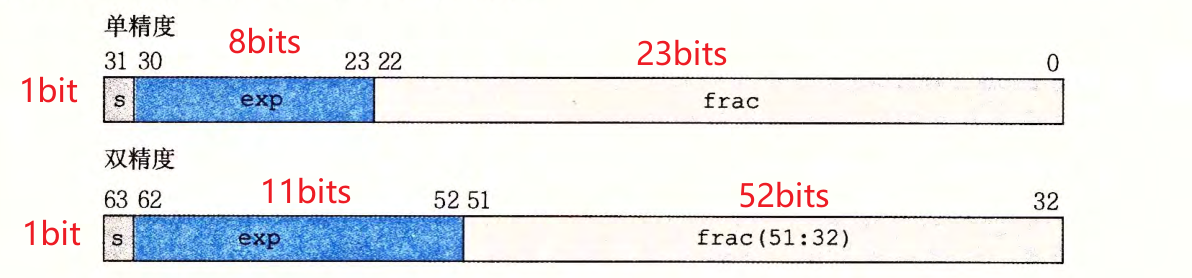 单精度
8bits
31 30 23 22 23bits 0
1bit s exp frac
双精度
63 62 11bits 52 51 52bits 32
1bit s exp frac(51:32)